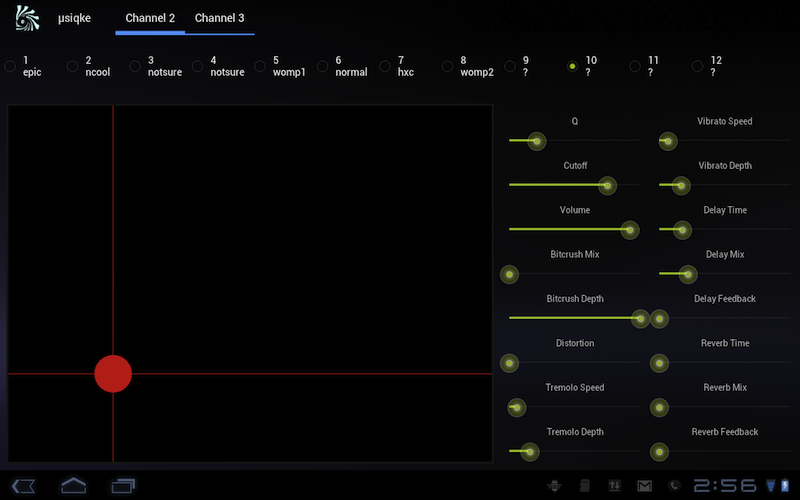 µsiqke Channel 2 Channel 3
1 2 3 4 5 6 7 8 9 10 11 12
epic ncool notsure notsure womp1 normal hxc womp2 ? ? ? ?
Q Vibrato Speed
Cutoff Vibrato Depth
Volume Delay Time
Bitcrush Mix Delay Mix
Bitcrush Depth Delay Feedback
Distortion Reverb Time
Tremolo Speed Reverb Mix
Tremolo Depth Reverb Feedback
2:56